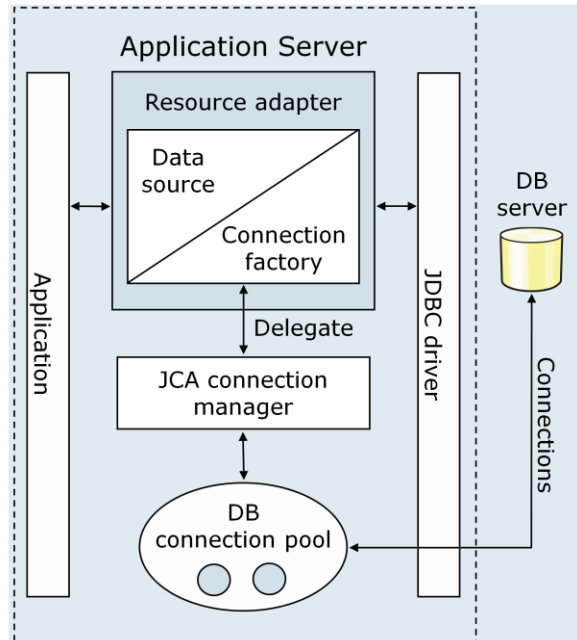 Application Server
Resource adapter
Data
source
Connection
factory
Delegate
JCA connection
manager
DB
connection pool
Application
JDBC driver
DB
server
Connections